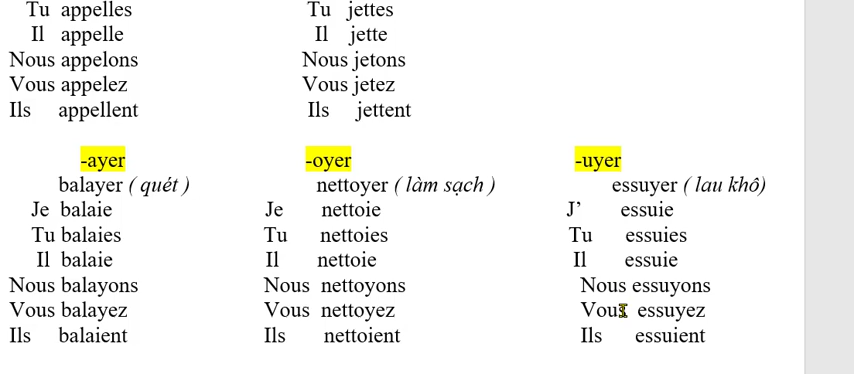 Tu appelles Tu jettes
Il appelle Il jette
Nous appelons Nous jetons
Vous appelez Vous jetez
Ils appellent Ils jettent
-ayer -oyer -uyer
balayer ( quét ) nettoyer ( làm sạch ) essuyer ( lau khô)
Je balaie Je nettoie J’ essuie
Tu balaies Tu nettoies Tu essuies
Il balaie Il nettoie Il essuie
Nous balayons Nous nettoyons Nous essuyons
Vous balayez Vous nettoyez Vous essuyez
Ils balaient Ils nettoient Ils essuient